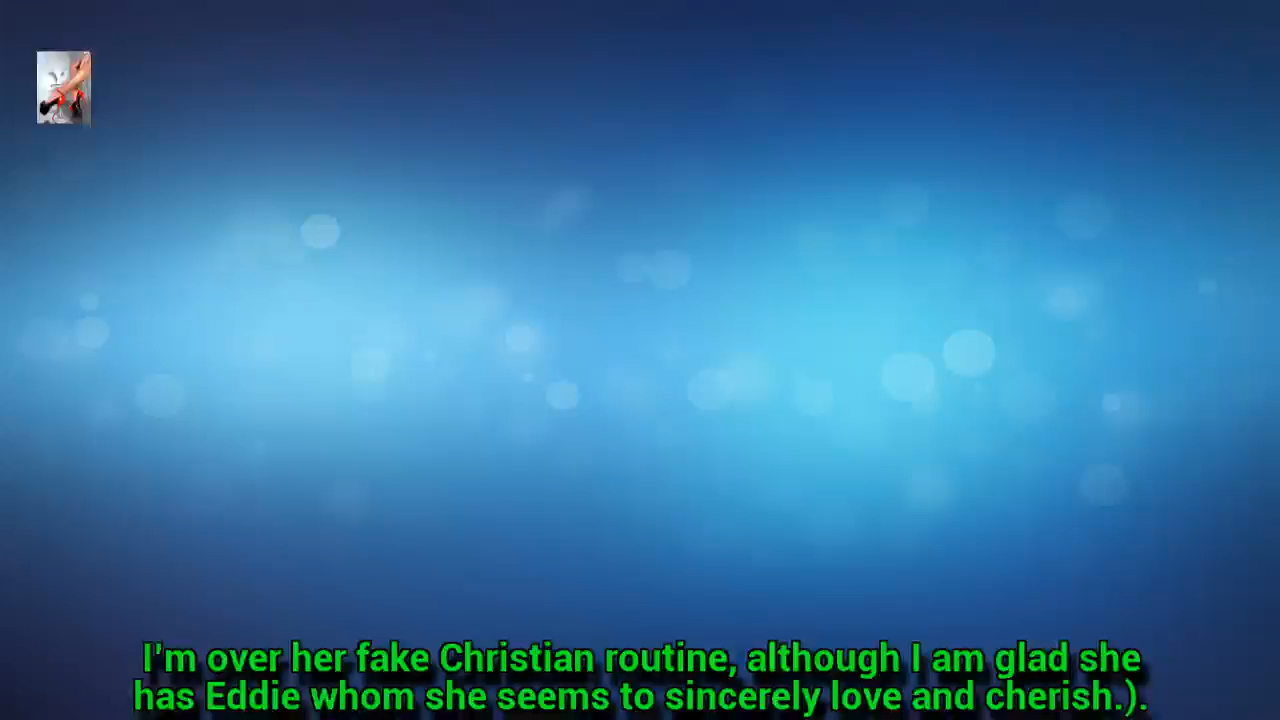 I'm over her fake Christian routine, although I am glad she
has Eddie whom she seems to sincerely love and cherish.).